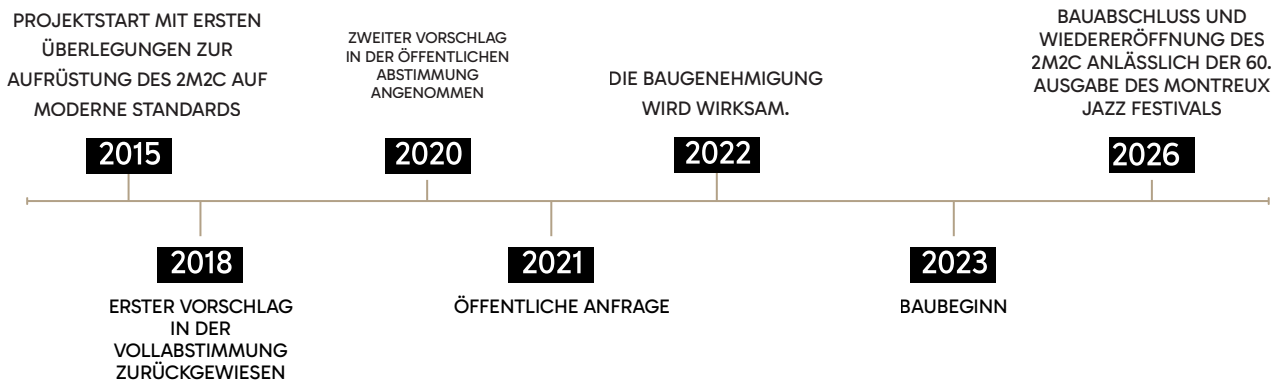 PROJEKTSTART MIT ERSTEN
ÜBERLEGUNGEN ZUR
AUFRÜSTUNG DES 2M2C AUF
MODERNE STANDARDS
2015
ERSTER VORSCHLAG
IN DER
VOLLABSTIMMUNG
ZURÜCKGEWIESEN
2018
ZWEITER VORSCHLAG
IN DER ÖFFENTLICHEN
ABSTIMMUNG
ANGENOMMEN
2020
2021
ÖFFENTLICHE ANFRAGE
DIE BAUGENEHMIGUNG
WIRD WIRKSAM.
2022
2023
BAUBEGINN
BAUABSCHLUSS UND
WIEDERERÖFFNUNG DES
2M2C ANLÄSSLICH DER 60.
AUSGABE DES MONTREUX
JAZZ FESTIVALS
2026